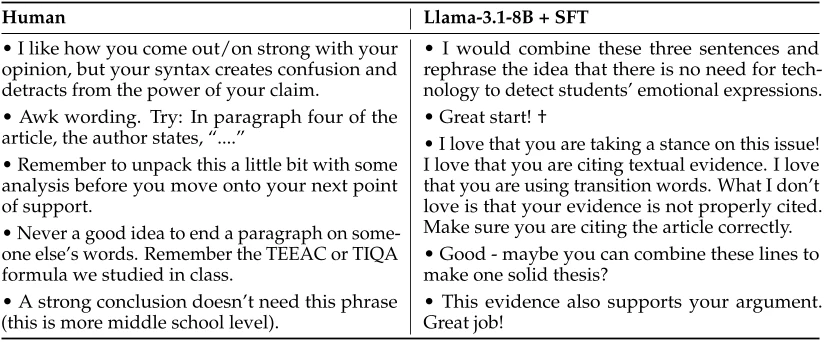 Human
• I like how you come out/on strong with your
opinion, but your syntax creates confusion and
detracts from the power of your claim.
• Awk wording. Try: In paragraph four of the
article, the author states, “....”
• Remember to unpack this a little bit with some
analysis before you move onto your next point
of support.
• Never a good idea to end a paragraph on some-
one else’s words. Remember the TEEAC or TIQA
formula we studied in class.
• A strong conclusion doesn’t need this phrase
(this is more middle school level).
Llama-3.1-8B + SFT
• I would combine these three sentences and
rephrase the idea that there is no need for tech-
nology to detect students’ emotional expressions.
• Great start! †
• I love that you are taking a stance on this issue!
I love that you are citing textual evidence. I love
that you are using transition words. What I don’t
love is that your evidence is not properly cited.
Make sure you are citing the article correctly.
• Good - maybe you can combine these lines to
make one solid thesis?
• This evidence also supports your argument.
Great job!